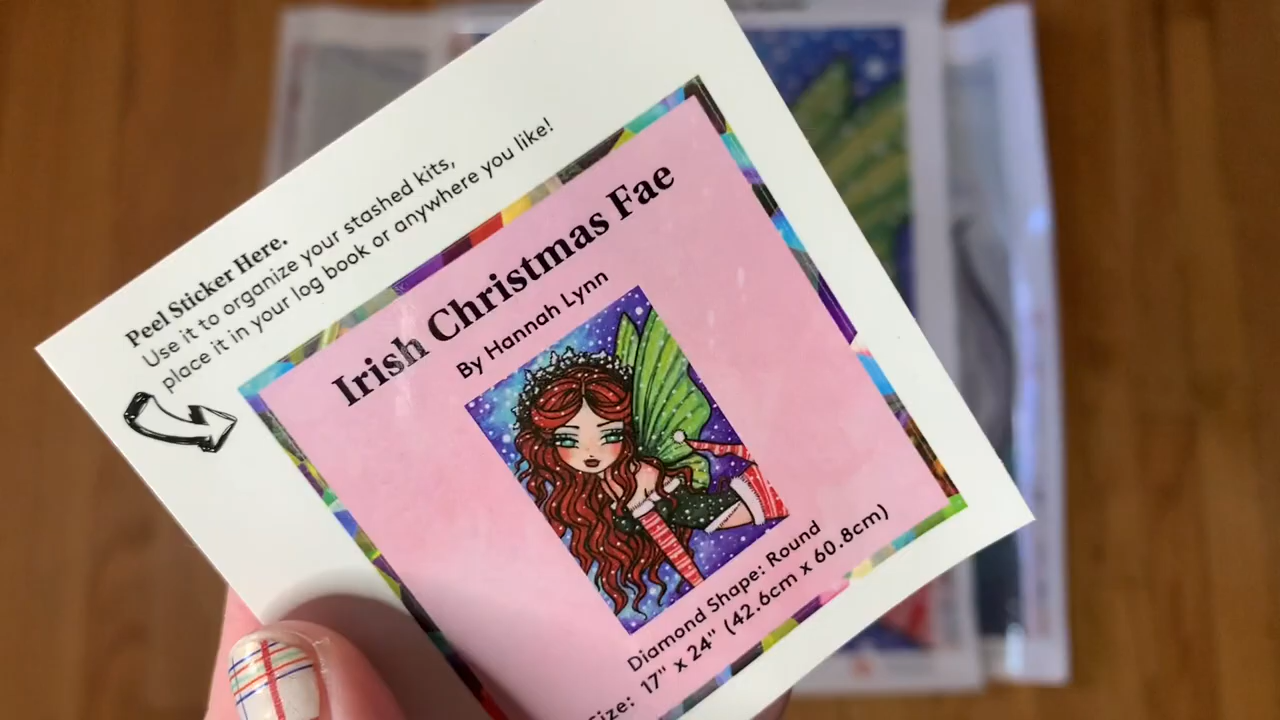 Peel Sticker Here.
Use it to organize your stashed kits,
place it in your log book or anywhere you like!
Irish Christmas Fae
By Hannah Lynn
Diamond Shape: Round
Size: 17" x 24" (42.6cm x 60.8cm)